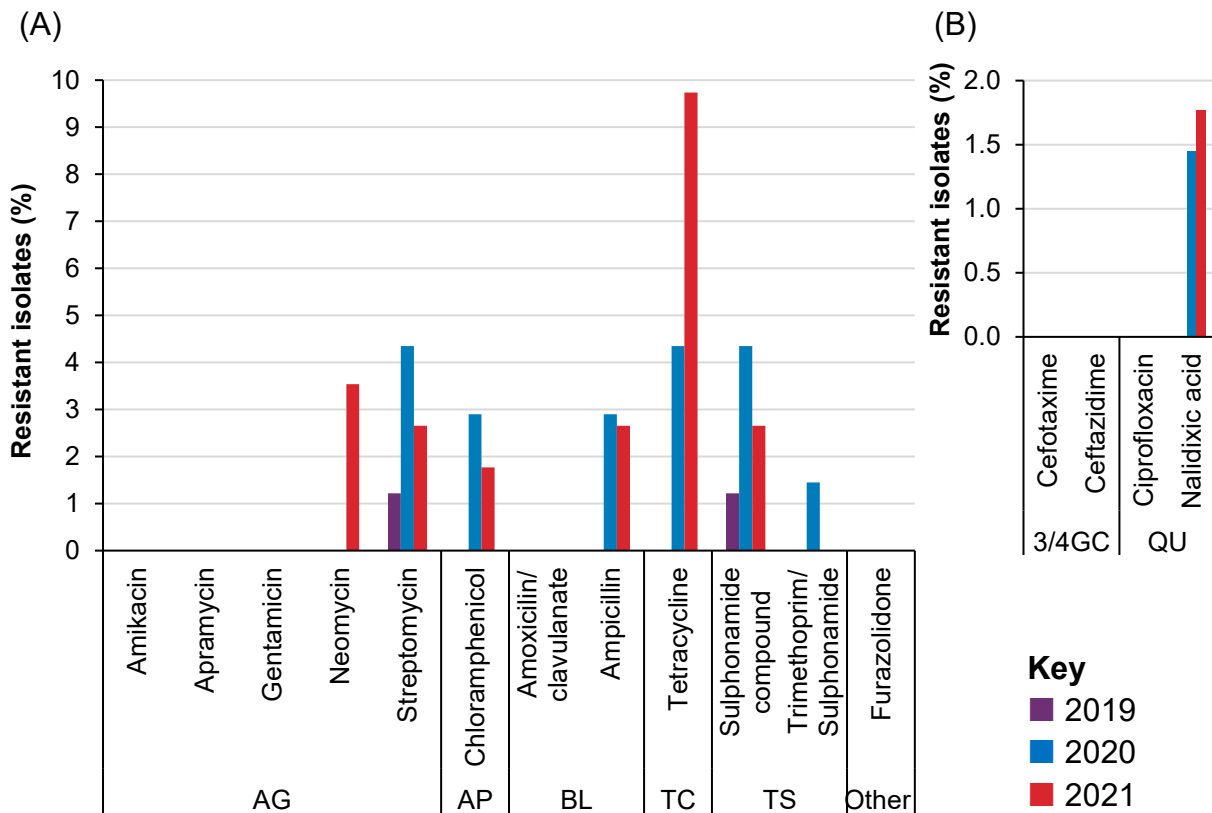 (A)
Resistant isolates (%)
10
9
8
7
6
5
4
3
2
1
0
Amikacin
Apramycin
Gentamicin
Neomycin
Streptomycin
Chloramphenicol
Amoxicilin/
clavulanate
Ampicillin
Tetracycline
Sulphonamide
compound
Trimethoprim/
Sulphonamide
Furazolidone
AG
AP
BL
TC
TS
Other
(B)
Resistant isolates (%)
2.0
1.5
1.0
0.5
0.0
Cefotaxime
Ceftazidime
Ciprofloxacin
Nalidixic acid
3/4GC
QU
Key
2019
2020
2021